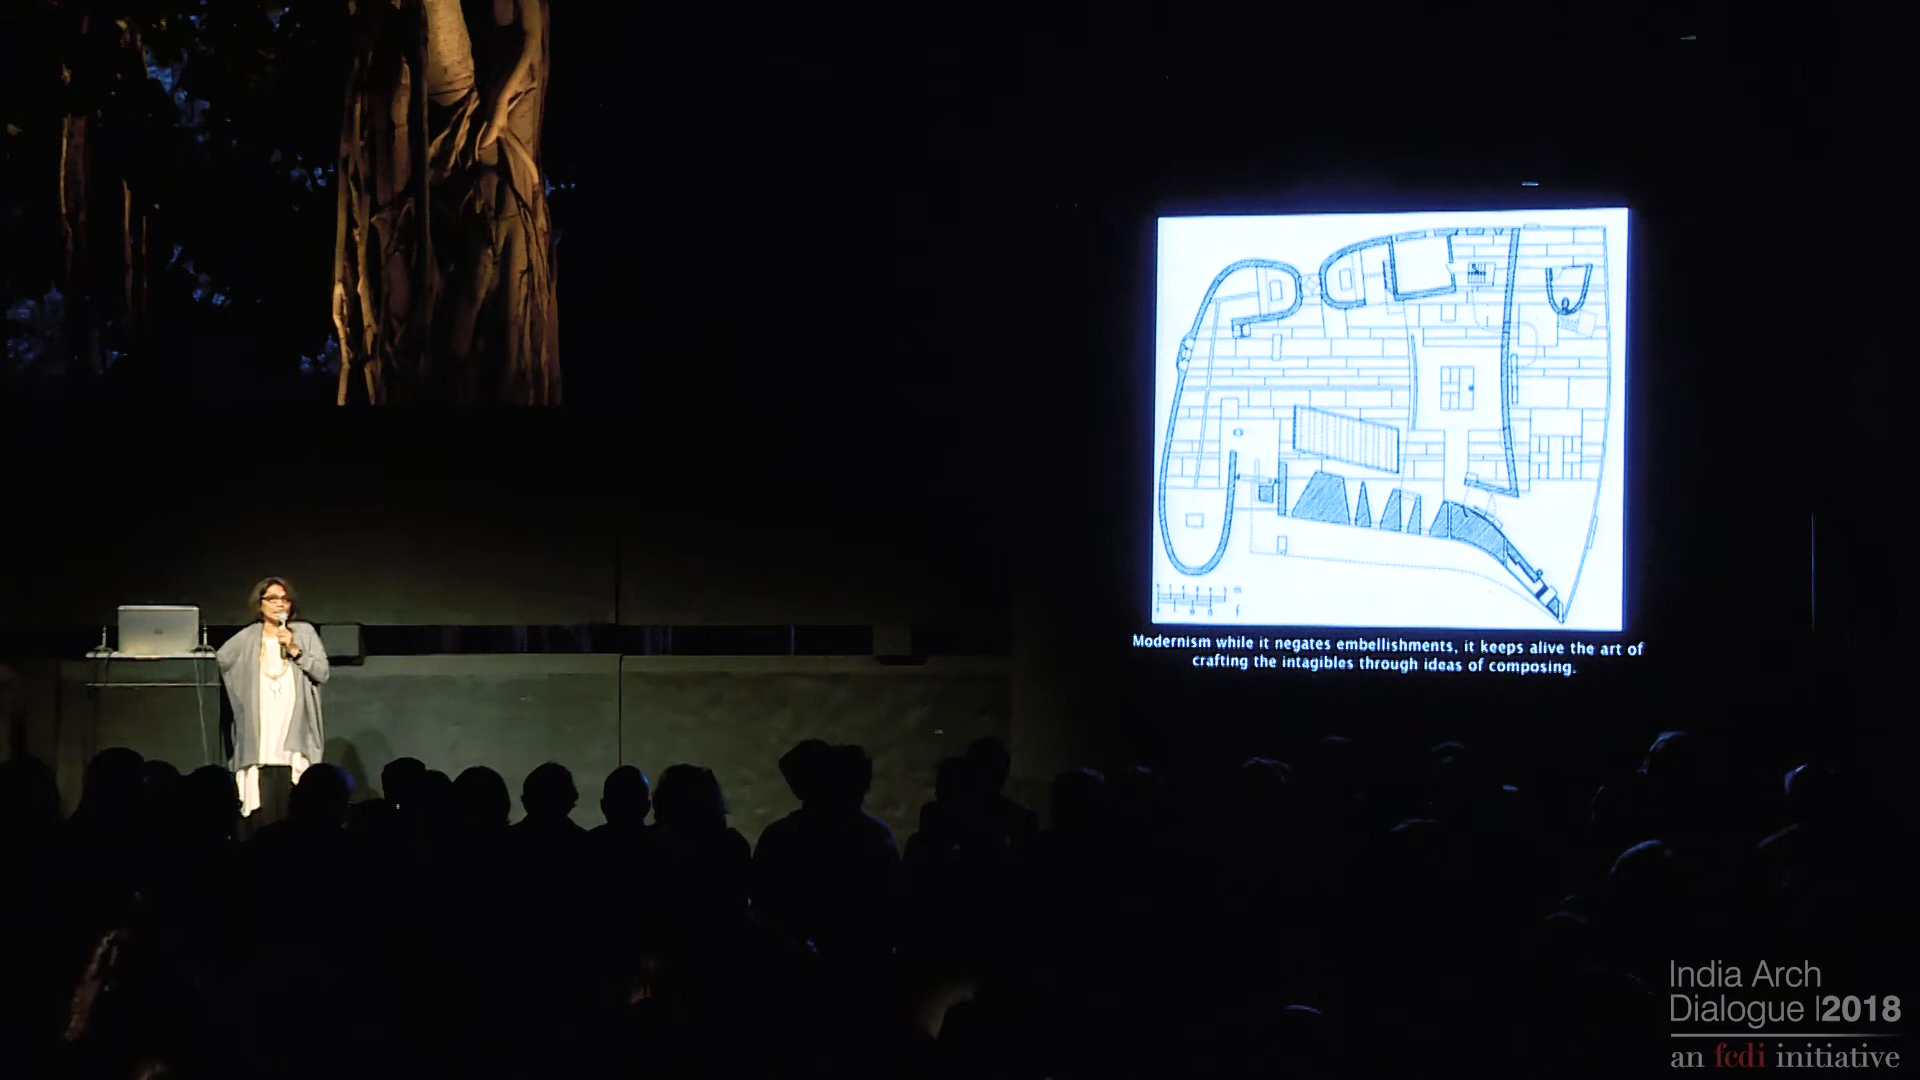 Modernism while it negates embellishments, it keeps alive the art of
crafting the intagibles through ideas of composing.
India Arch
Dialogue |2018
an fcdi initiative